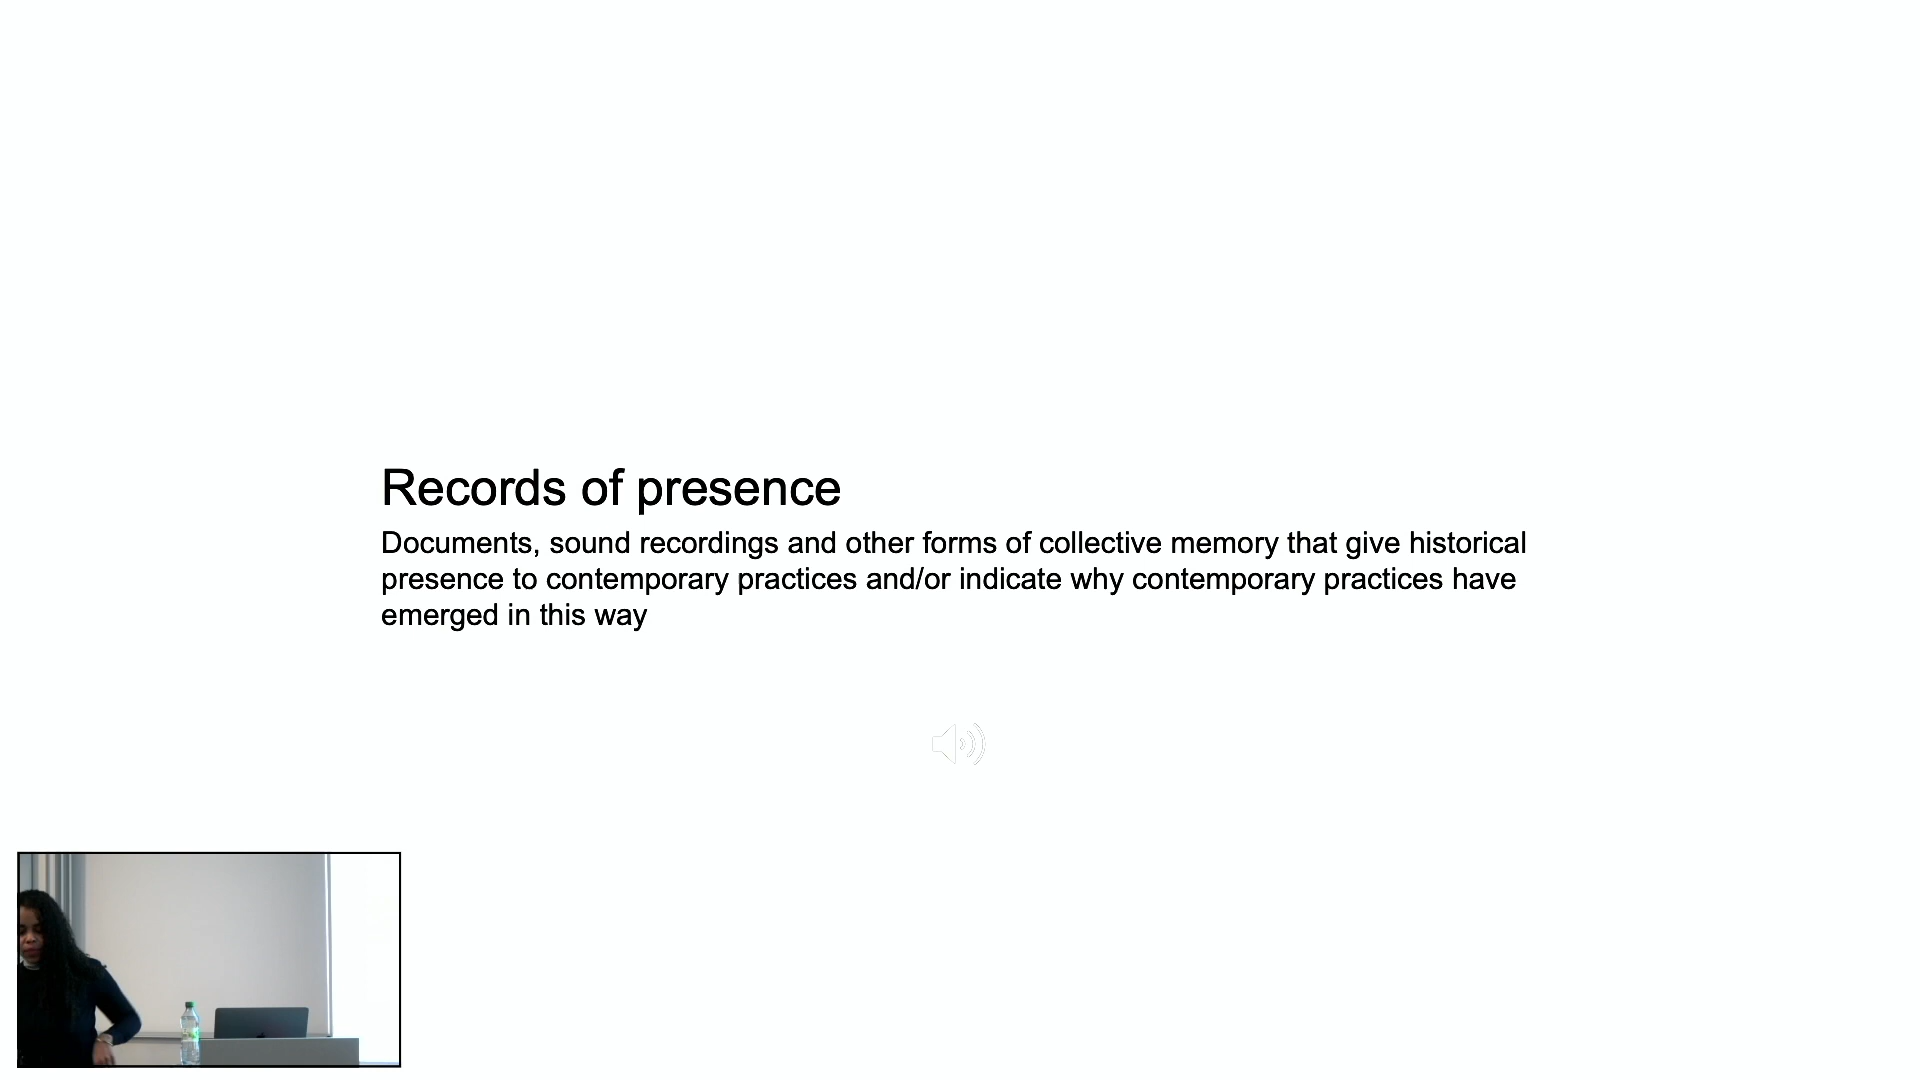 Records of presence
Documents, sound recordings and other forms of collective memory that give historical
presence to contemporary practices and/or indicate why contemporary practices have
emerged in this way